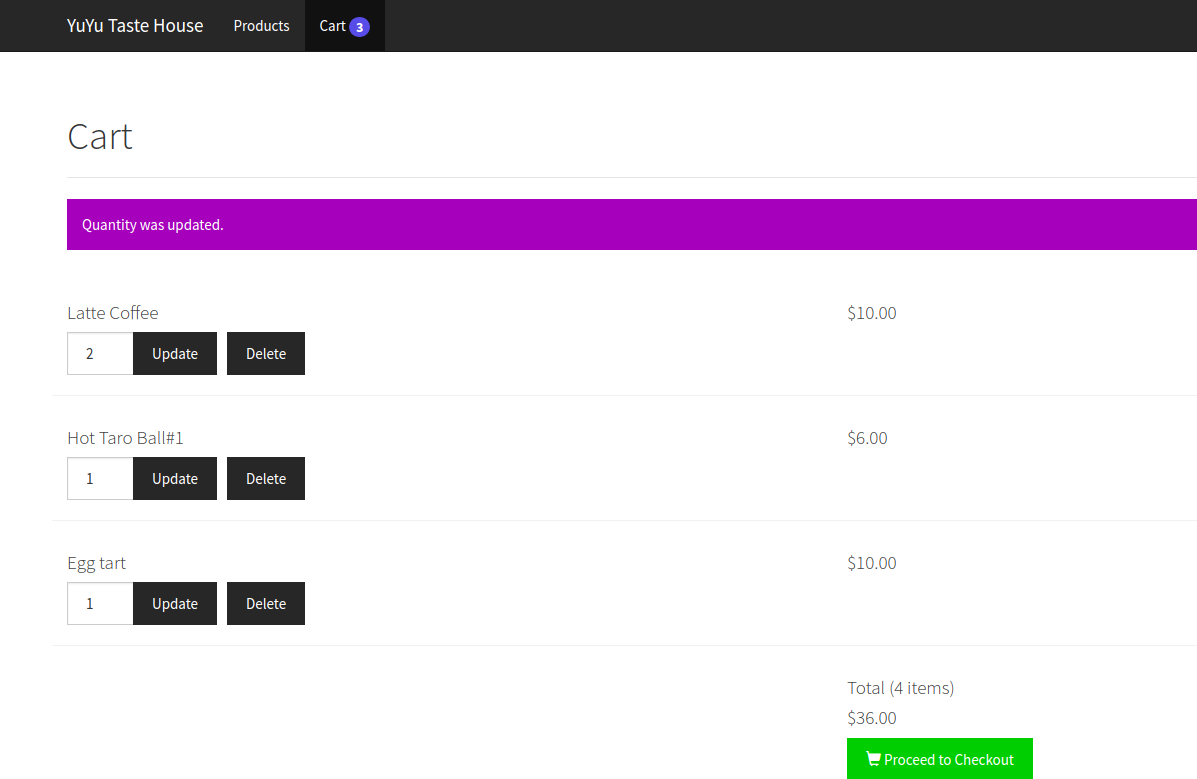 YuYu Taste House Products Cart 3
Cart
Quantity was updated.
Latte Coffee $10.00
2 Update Delete
Hot Taro Ball#1 $6.00
1 Update Delete
Egg tart $10.00
1 Update Delete
Total (4 items)
$36.00
Proceed to Checkout